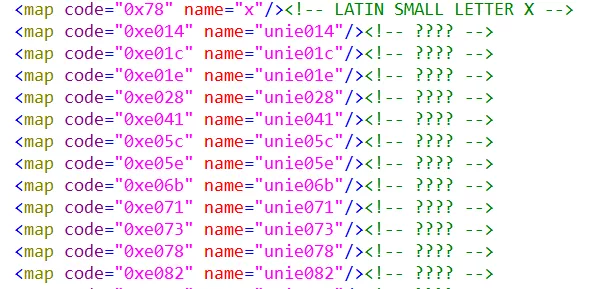 <map code="0x78" name="x"/><!-- LATIN SMALL LETTER X -->
<map code="0xe014" name="unie014"/><!-- ???? -->
<map code="0xe01c" name="unie01c"/><!-- ???? -->
<map code="0xe01e" name="unie01e"/><!-- ???? -->
<map code="0xe028" name="unie028"/><!-- ???? -->
<map code="0xe041" name="unie041"/><!-- ???? -->
<map code="0xe05c" name="unie05c"/><!-- ???? -->
<map code="0xe05e" name="unie05e"/><!-- ???? -->
<map code="0xe06b" name="unie06b"/><!-- ???? -->
<map code="0xe071" name="unie071"/><!-- ???? -->
<map code="0xe073" name="unie073"/><!-- ???? -->
<map code="0xe078" name="unie078"/><!-- ???? -->
<map code="0xe082" name="unie082"/><!-- ???? -->